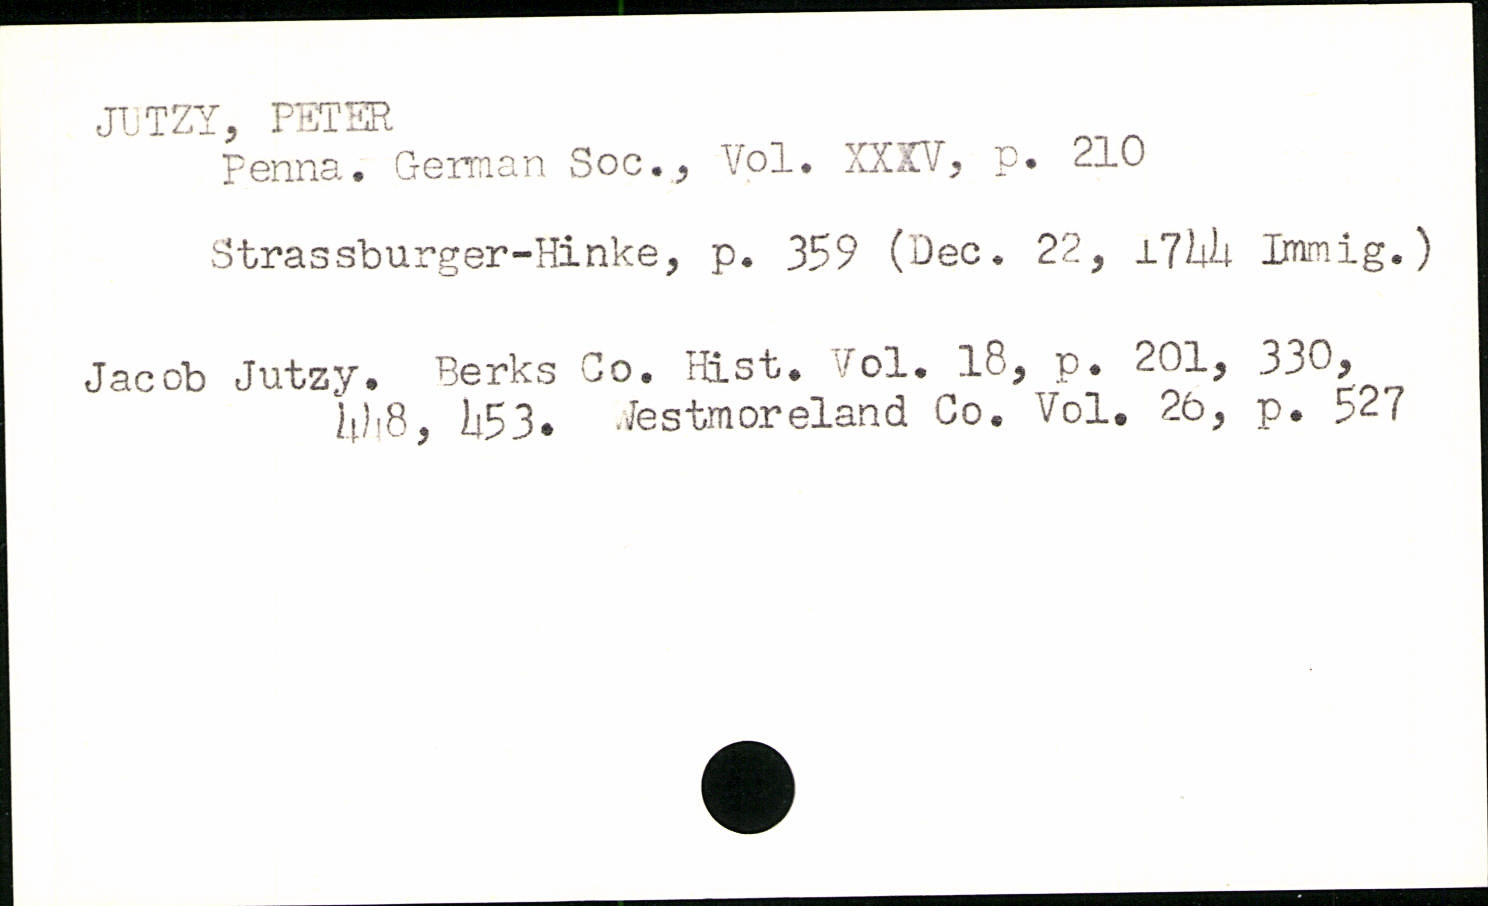 JUTZY, PETER
Penna. German Soc., Vol. XXXV, p. 210
Strassburger-Hinke, p. 359 (Dec. 22, 1744 Immig.)
Jacob Jutzy. Berks Co. Hist. Vol. 18, p. 201, 330,
448, 453. Westmoreland Co. Vol. 26, p. 527